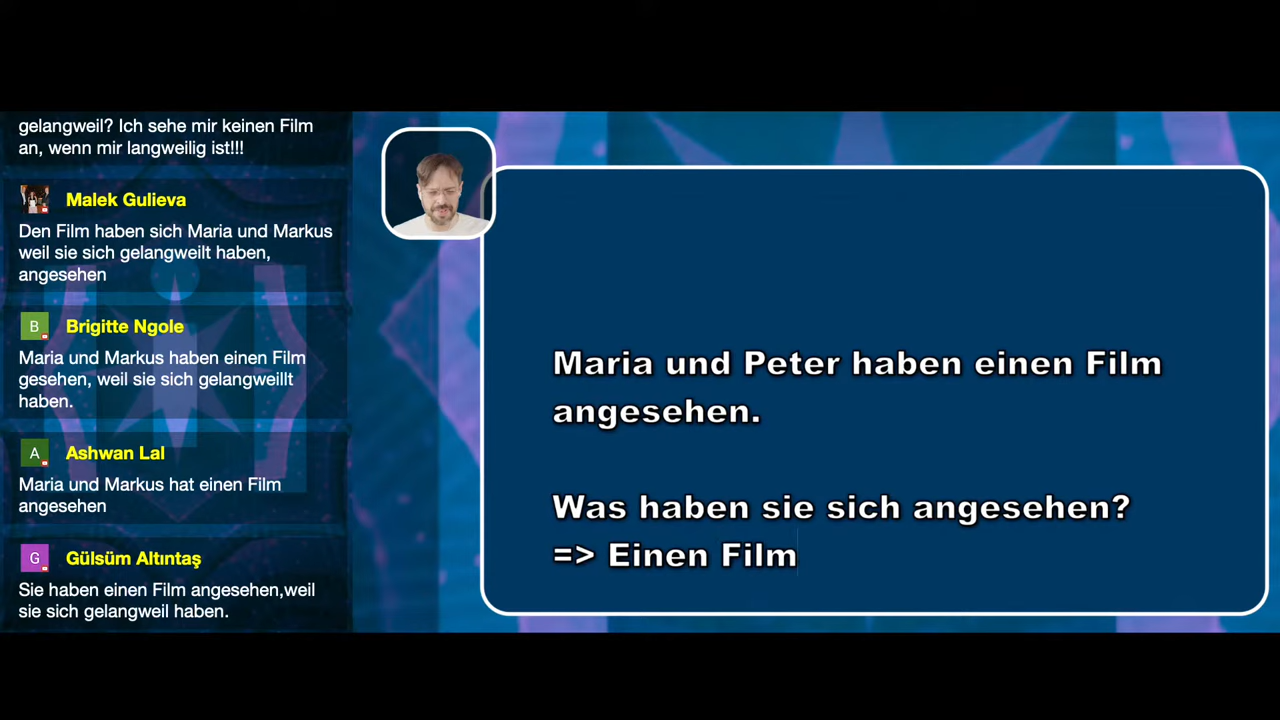 gelangweil? Ich sehe mir keinen Film
an, wenn mir langweilig ist!!!
Malek Gulieva
Den Film haben sich Maria und Markus
weil sie sich gelangweilt haben,
angesehen
B
Brigitte Ngole
Maria und Markus haben einen Film
gesehen, weil sie sich gelangweillt
haben.
A
Ashwan Lal
Maria und Markus hat einen Film
angesehen
G
Gülsüm Altıntaş
Sie haben einen Film angesehen,weil
sie sich gelangweil haben.
Maria und Peter haben einen Film
angesehen.
Was haben sie sich angesehen?
=> Einen Film